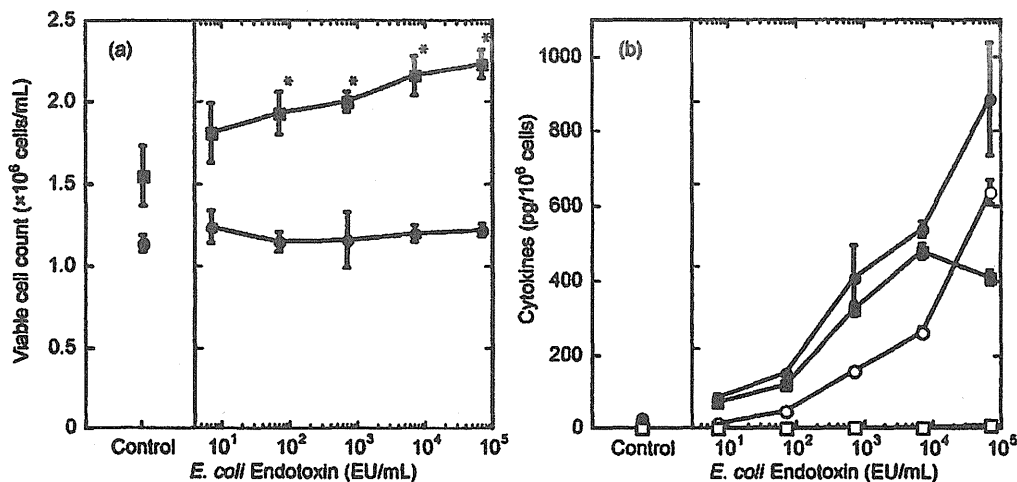 (a)
Viable cell count (×10⁶ cells/mL)
2.5
2.0
1.5
1.0
0.5
0
* * * *
Control
10¹ 10² 10³ 10⁴ 10⁵
E. coli Endotoxin (EU/mL)
(b)
Cytokines (pg/10⁶ cells)
1000
800
600
400
200
0
Control
10¹ 10² 10³ 10⁴ 10⁵
E. coli Endotoxin (EU/mL)